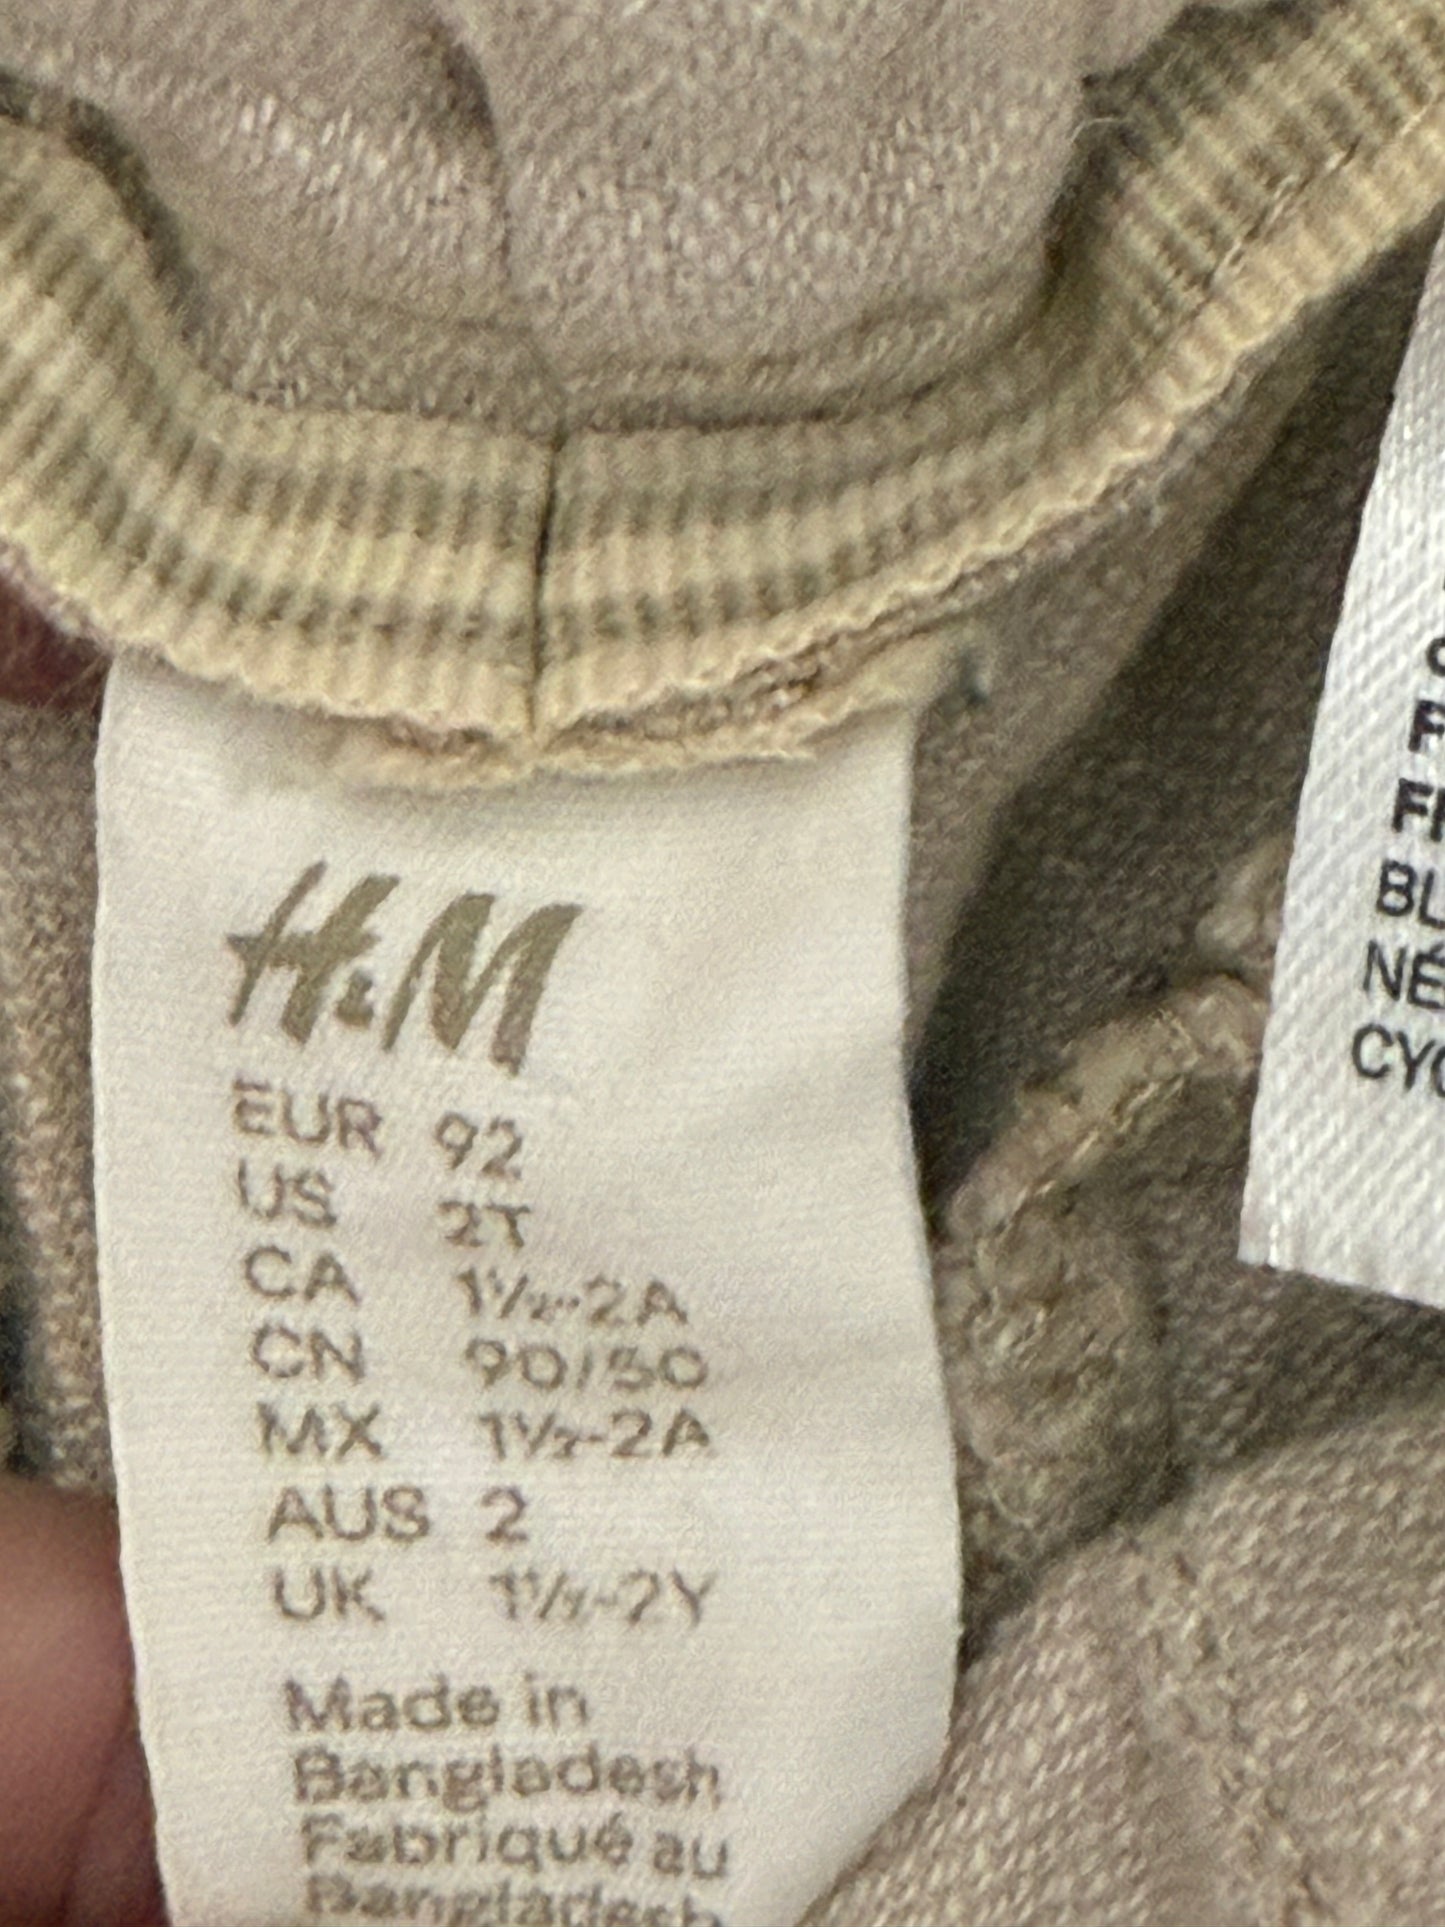 H&M
EUR 92
US 2T
CA 1½-2A
CN 90/50
MX 1½-2A
AUS 2
UK 1½-2Y
Made in
Bangladesh
Fabriqué au
Bangladesh
BL
NÉ
CYC